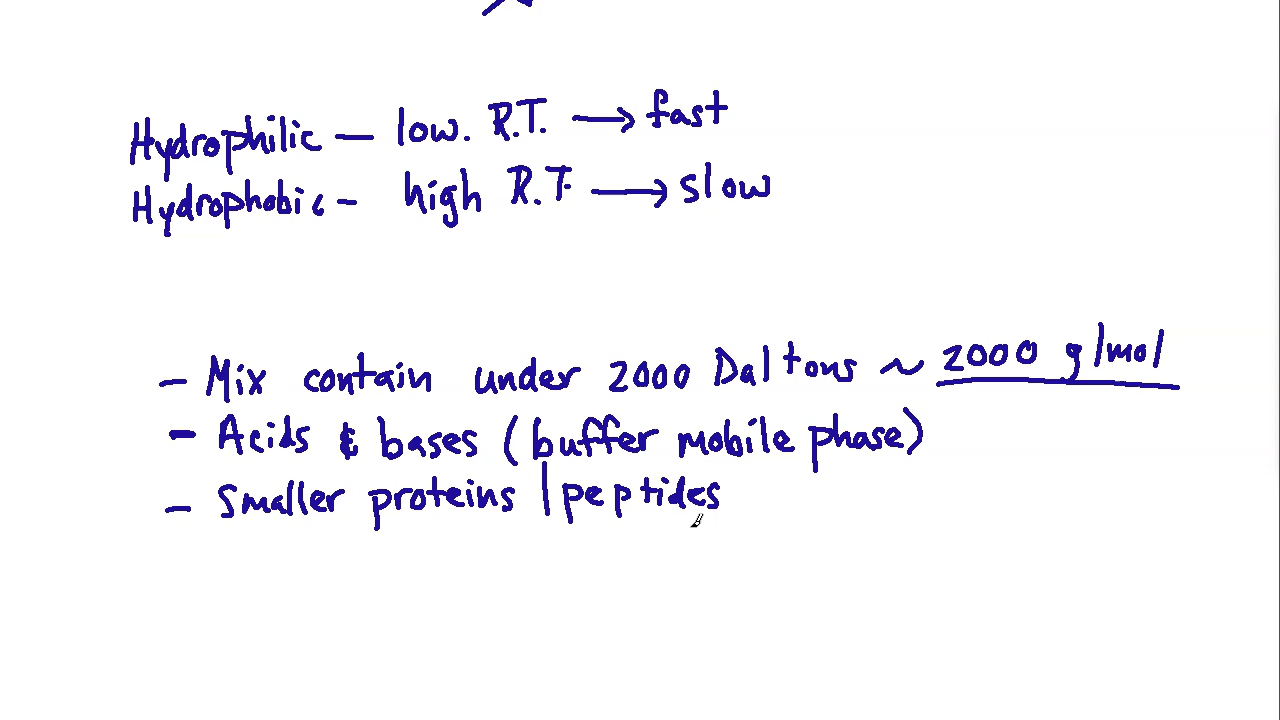 Hydrophilic — low. R.T. → fast
Hydrophobic - high R.T. → slow
- Mix contain under 2000 Daltons ~ 2000 g/mol
- Acids & bases (buffer mobile phase)
- Smaller proteins | peptides